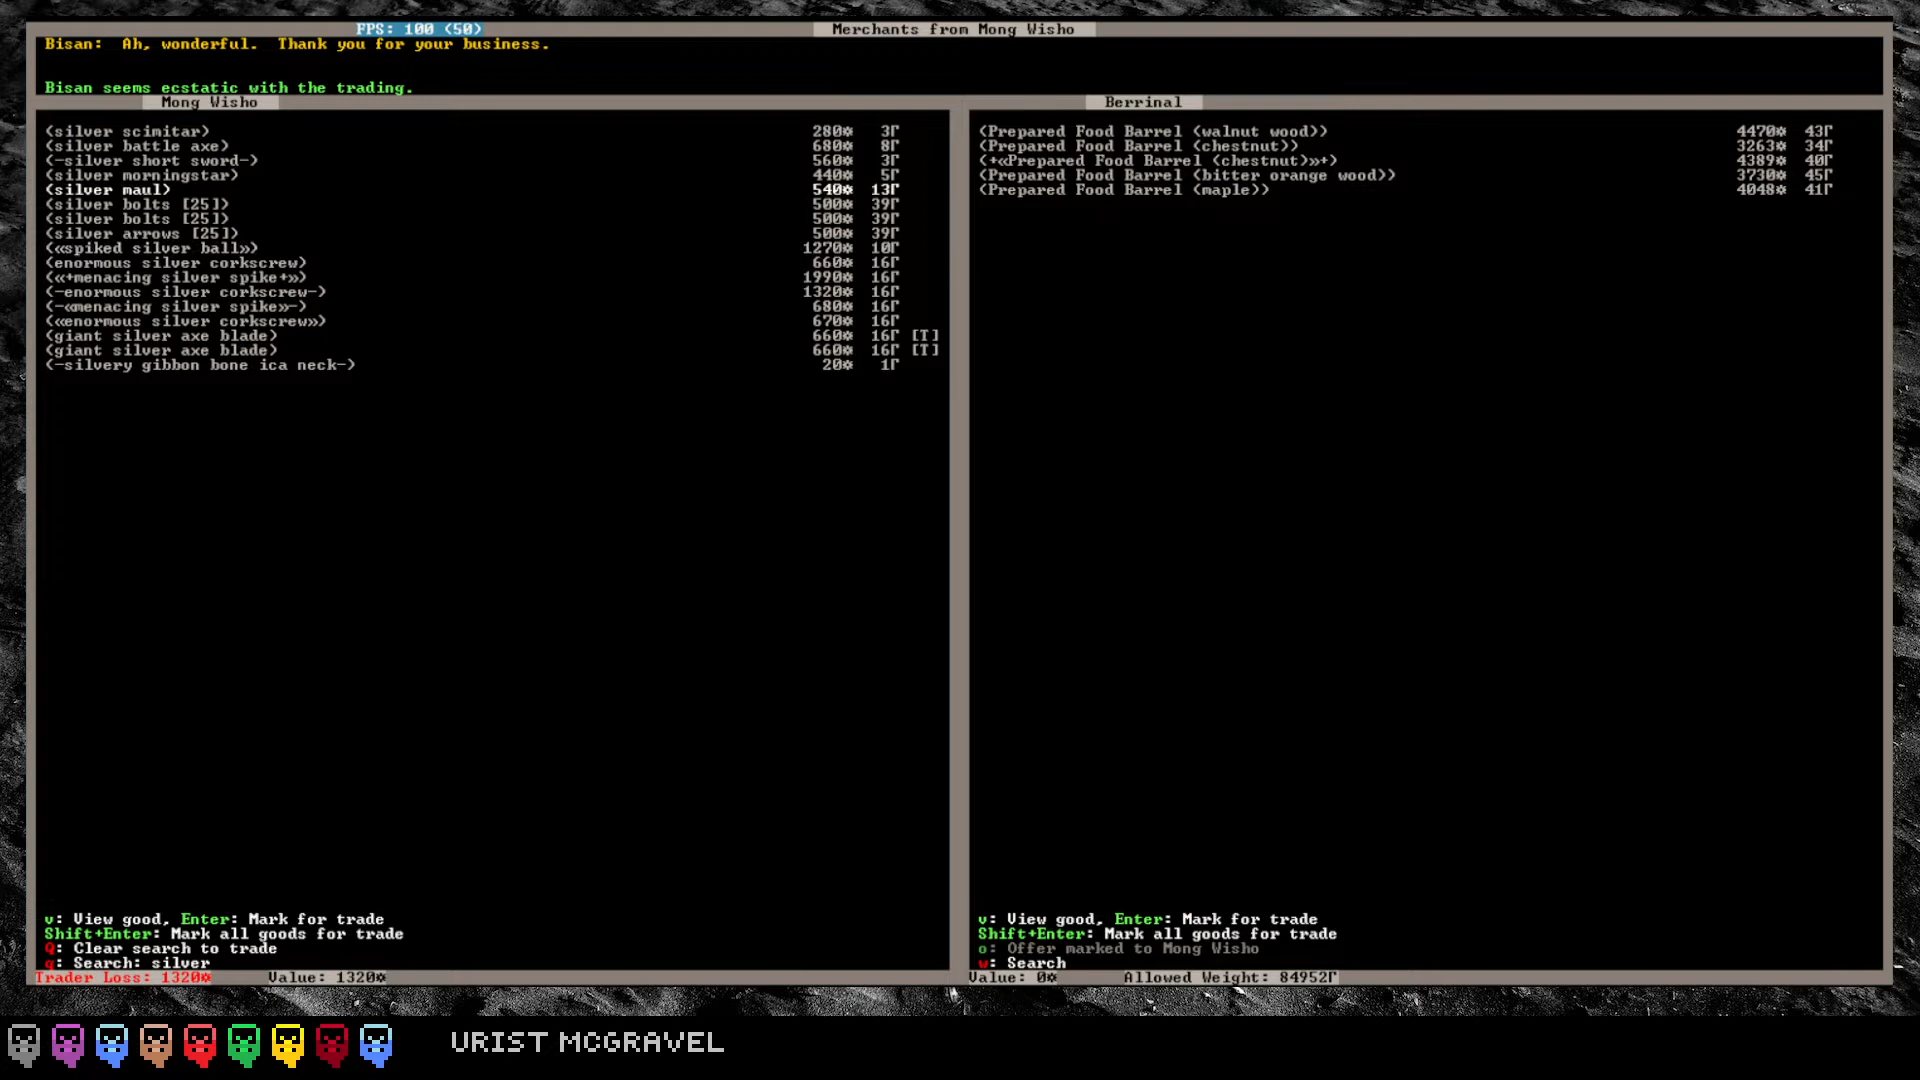 FPS: 100 (50)
Merchants from Mong Wisho
Bisan: Ah, wonderful. Thank you for your business.
Bisan seems ecstatic with the trading.
Mong Wisho
Berrinal
(silver scimitar) 280☼ 3Γ
(silver battle axe) 680☼ 8Γ
(-silver short sword-) 560☼ 3Γ
(silver morningstar) 440☼ 5Γ
(silver maul) 540☼ 13Γ
(silver bolts [25]) 500☼ 39Γ
(silver bolts [25]) 500☼ 39Γ
(silver arrows [25]) 500☼ 39Γ
(«spiked silver ball») 1270☼ 10Γ
(enormous silver corkscrew) 660☼ 16Γ
(«+menacing silver spike+») 1990☼ 16Γ
(-enormous silver corkscrew-) 1320☼ 16Γ
(-«menacing silver spike»-) 680☼ 16Γ
(«enormous silver corkscrew») 670☼ 16Γ
(giant silver axe blade) 660☼ 16Γ [T]
(giant silver axe blade) 660☼ 16Γ [T]
(-silvery gibbon bone ica neck-) 20☼ 1Γ
v: View good, Enter: Mark for trade
Shift+Enter: Mark all goods for trade
Q: Clear search to trade
q: Search: silver
Trader Loss: 1320☼ Value: 1320☼
(Prepared Food Barrel (walnut wood)) 4470☼ 43Γ
(Prepared Food Barrel (chestnut)) 3263☼ 34Γ
(+«Prepared Food Barrel (chestnut)»+) 4389☼ 40Γ
(Prepared Food Barrel (bitter orange wood)) 3730☼ 45Γ
(Prepared Food Barrel (maple)) 4048☼ 41Γ
v: View good, Enter: Mark for trade
Shift+Enter: Mark all goods for trade
o: Offer marked to Mong Wisho
w: Search
Value: 0☼ Allowed Weight: 84952Γ
URIST MCGRAVEL